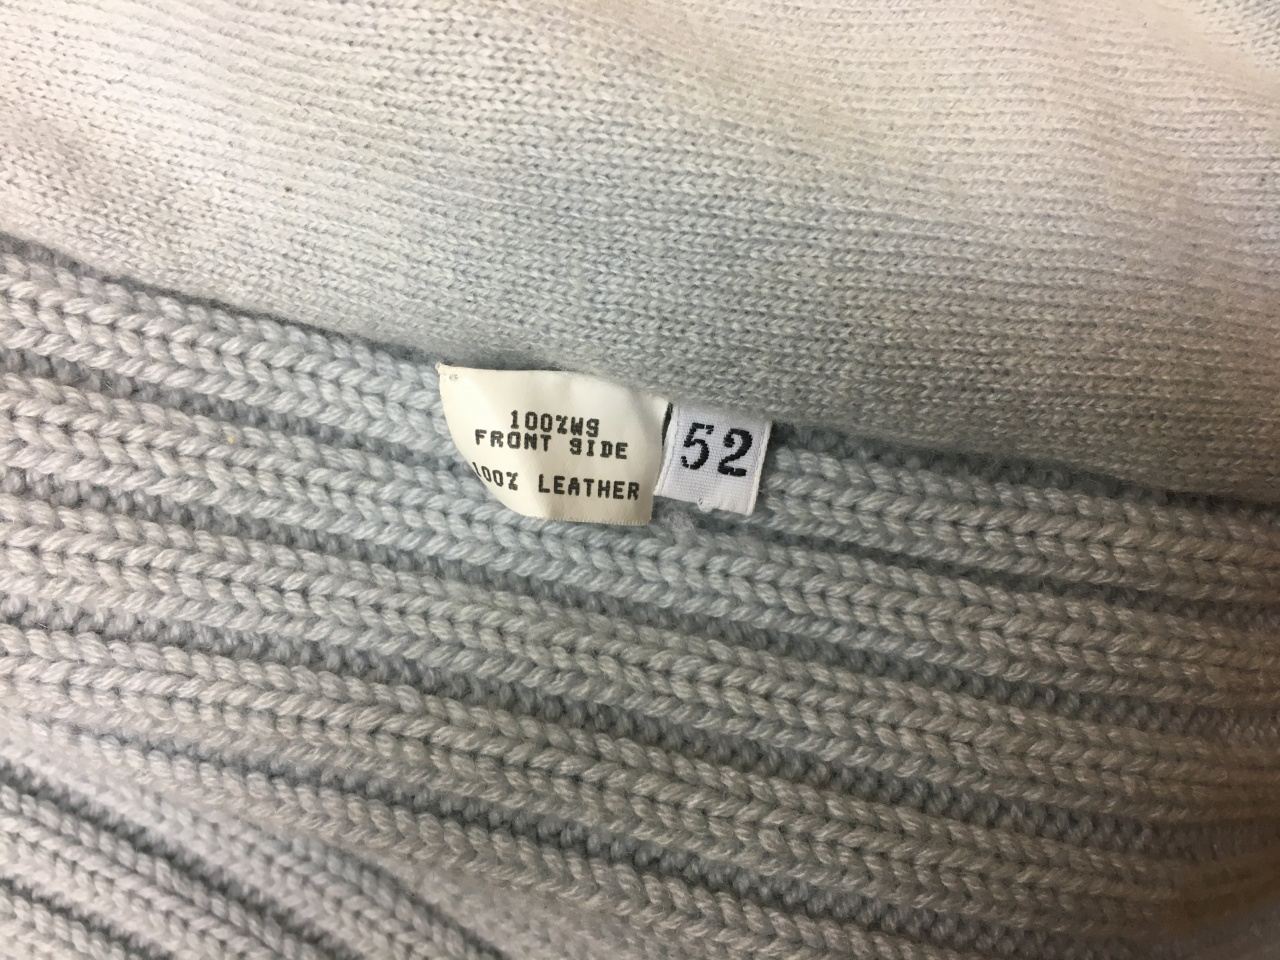 100%WS
FRONT SIDE
100% LEATHER
52